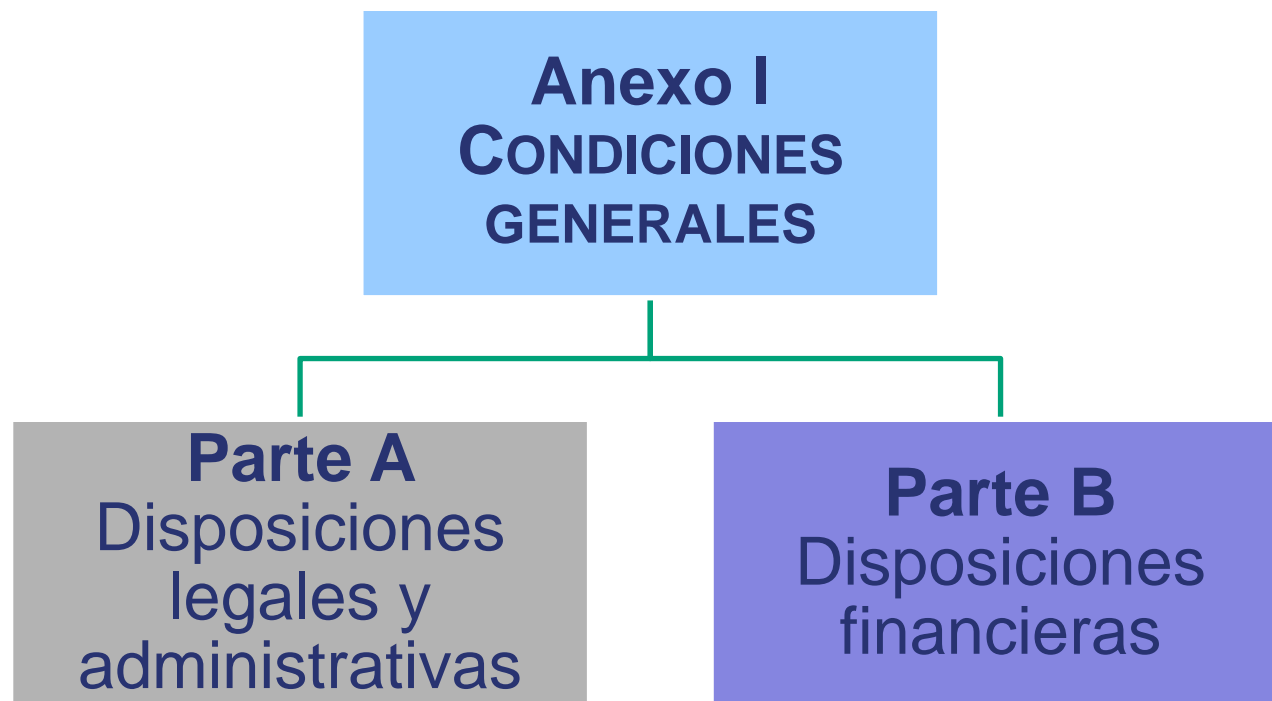 Anexo I
CONDICIONES
GENERALES
Parte A
Disposiciones
legales y
administrativas
Parte B
Disposiciones
financieras